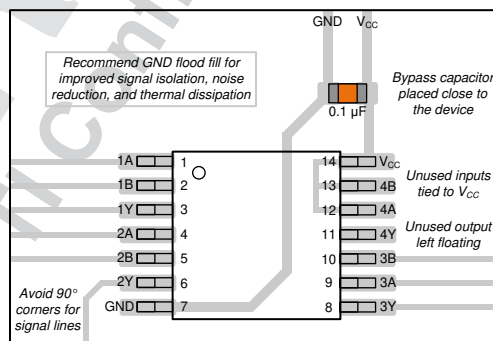 GND VCC
Recommend GND flood fill for
improved signal isolation, noise
reduction, and thermal dissipation
Bypass capacitor
placed close to
the device
0.1 µF
1A 1 14 VCC
1B 2 13 4B
1Y 3 12 4A
2A 4 11 4Y
2B 5 10 3B
2Y 6 9 3A
GND 7 8 3Y
Unused inputs
tied to VCC
Unused output
left floating
Avoid 90°
corners for
signal lines